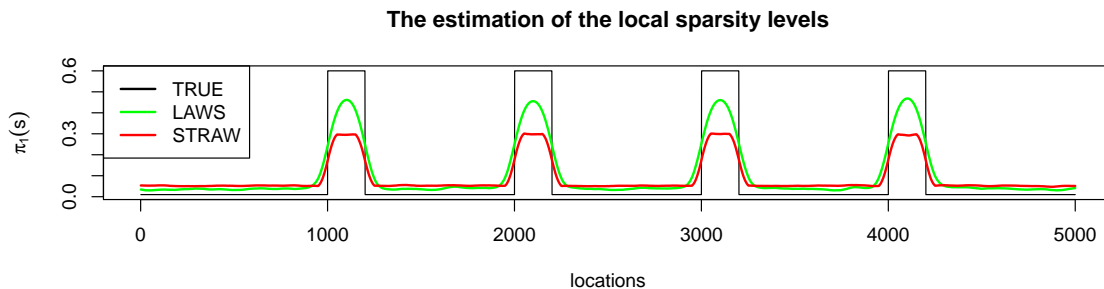 The estimation of the local sparsity levels
π₁(s)
0.6
0.3
0.0
TRUE
LAWS
STRAW
0 1000 2000 3000 4000 5000
locations